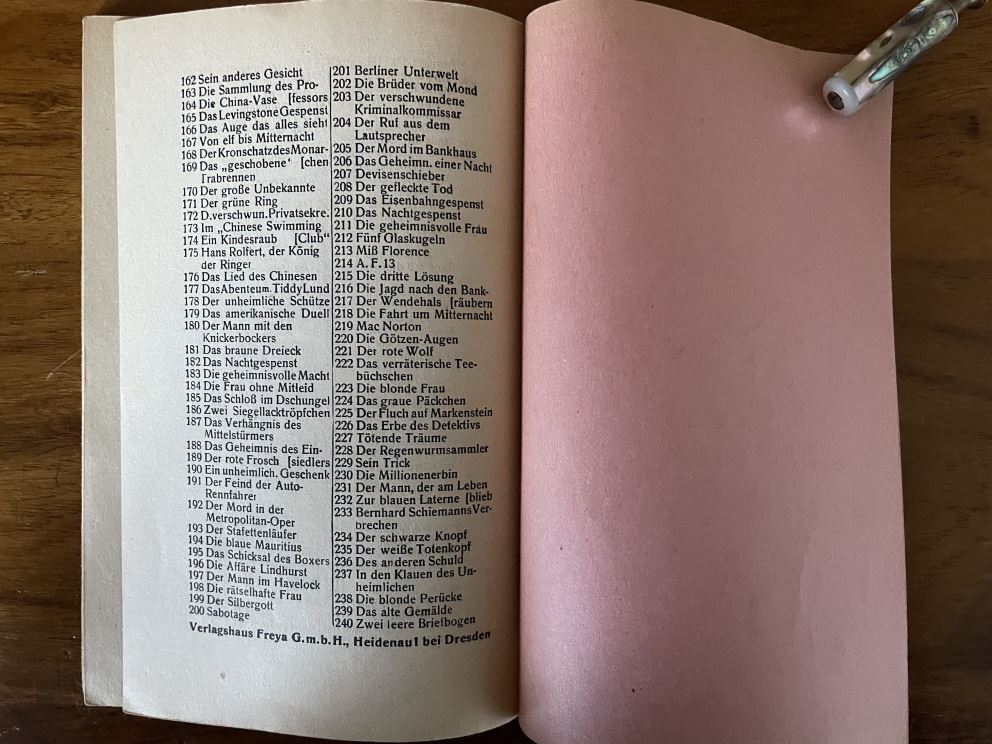 162 Sein anderes Gesicht
163 Die Sammlung des Pro-
164 Die China-Vase [fessors
165 Das Levingstone Gespenst
166 Das Auge das alles sieht
167 Von elf bis Mitternacht
168 Der Kronschatz des Monar-
169 Das „geschobene‘ [chen
Trabrennen
170 Der große Unbekannte
171 Der grüne Ring
172 D. verschwun. Privatsekre.
173 Im „Chinese Swimming
174 Ein Kindesraub [Club“
175 Hans Rolfert, der König
der Ringer
176 Das Lied des Chinesen
177 Das Abenteum. Tiddy Lund
178 Der unheimliche Schütze
179 Das amerikanische Duell
180 Der Mann mit den
Knickerbockers
181 Das braune Dreieck
182 Das Nachtgespenst
183 Die geheimnisvolle Macht
184 Die Frau ohne Mitleid
185 Das Schloß im Dschungel
186 Zwei Siegellacktröpfchen
187 Das Verhängnis des
Mittelstürmers
188 Das Geheimnis des Ein-
189 Der rote Frosch [siedlers
190 Ein unheimlich. Geschenk
191 Der Feind der Auto-
Rennfahrer
192 Der Mord in der
Metropolitan-Oper
193 Der Stafettenläufer
194 Die blaue Mauritius
195 Das Schicksal des Boxers
196 Die Affäre Lindhurst
197 Der Mann im Havelock
198 Die rätselhafte Frau
199 Der Silbergott
200 Sabotage
201 Berliner Unterwelt
202 Die Brüder vom Mond
203 Der verschwundene
Kriminalkommissar
204 Der Ruf aus dem
Lautsprecher
205 Der Mord im Bankhaus
206 Das Geheimn. einer Nacht
207 Devisenschieber
208 Der gefleckte Tod
209 Das Eisenbahngespenst
210 Das Nachtgespenst
211 Die geheimnisvolle Frau
212 Fünf Glaskugeln
213 Miß Florence
214 A. F. 13
215 Die dritte Lösung
216 Die Jagd nach den Bank-
217 Der Wendehals [räubern
218 Die Fahrt um Mitternacht
219 Mac Norton
220 Die Götzen-Augen
221 Der rote Wolf
222 Das verräterische Tee-
büchschen
223 Die blonde Frau
224 Das graue Päckchen
225 Der Fluch auf Markenstein
226 Das Erbe des Detektivs
227 Tötende Träume
228 Der Regenwurmsammler
229 Sein Trick
230 Die Millionenerbin
231 Der Mann, der am Leben
232 Zur blauen Laterne [blieb
233 Bernhard Schiemanns Ver-
brechen
234 Der schwarze Knopf
235 Der weiße Totenkopf
236 Des anderen Schuld
237 In den Klauen des Un-
heimlichen
238 Die blonde Perücke
239 Das alte Gemälde
240 Zwei leere Briefbogen
Verlagshaus Freya G.m.b.H., Heidenau 1 bei Dresden